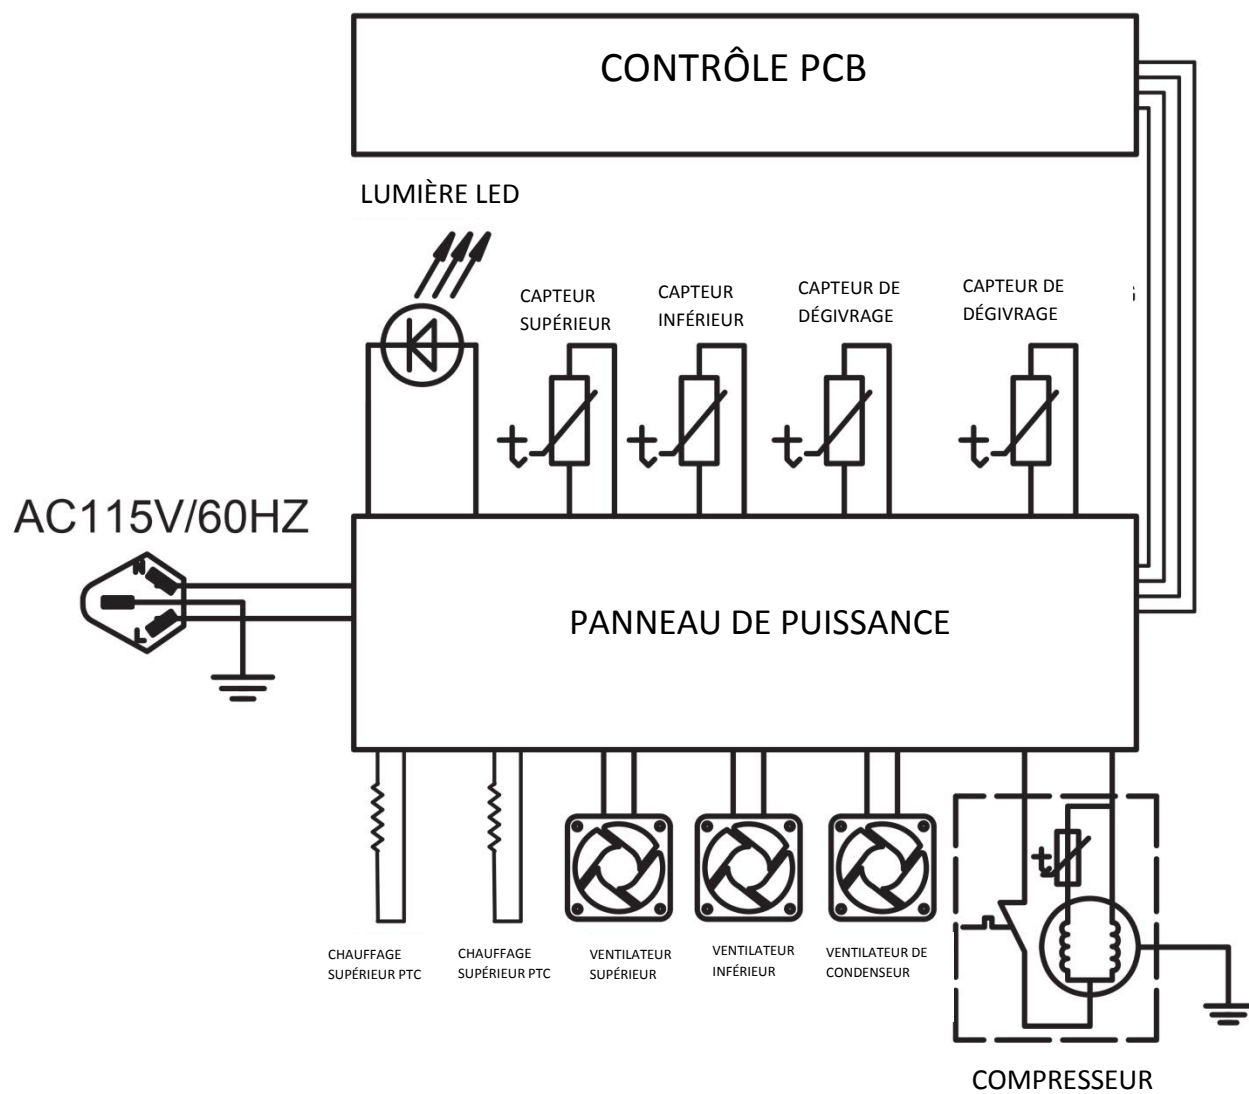 CONTRÔLE PCB
LUMIÈRE LED
CAPTEUR
SUPÉRIEUR
CAPTEUR
INFÉRIEUR
CAPTEUR DE
DÉGIVRAGE
CAPTEUR DE
DÉGIVRAGE
t
t
t
t
AC115V/60HZ
N
L
PANNEAU DE PUISSANCE
t
CHAUFFAGE
SUPÉRIEUR PTC
CHAUFFAGE
SUPÉRIEUR PTC
VENTILATEUR
SUPÉRIEUR
VENTILATEUR
INFÉRIEUR
VENTILATEUR DE
CONDENSEUR
COMPRESSEUR